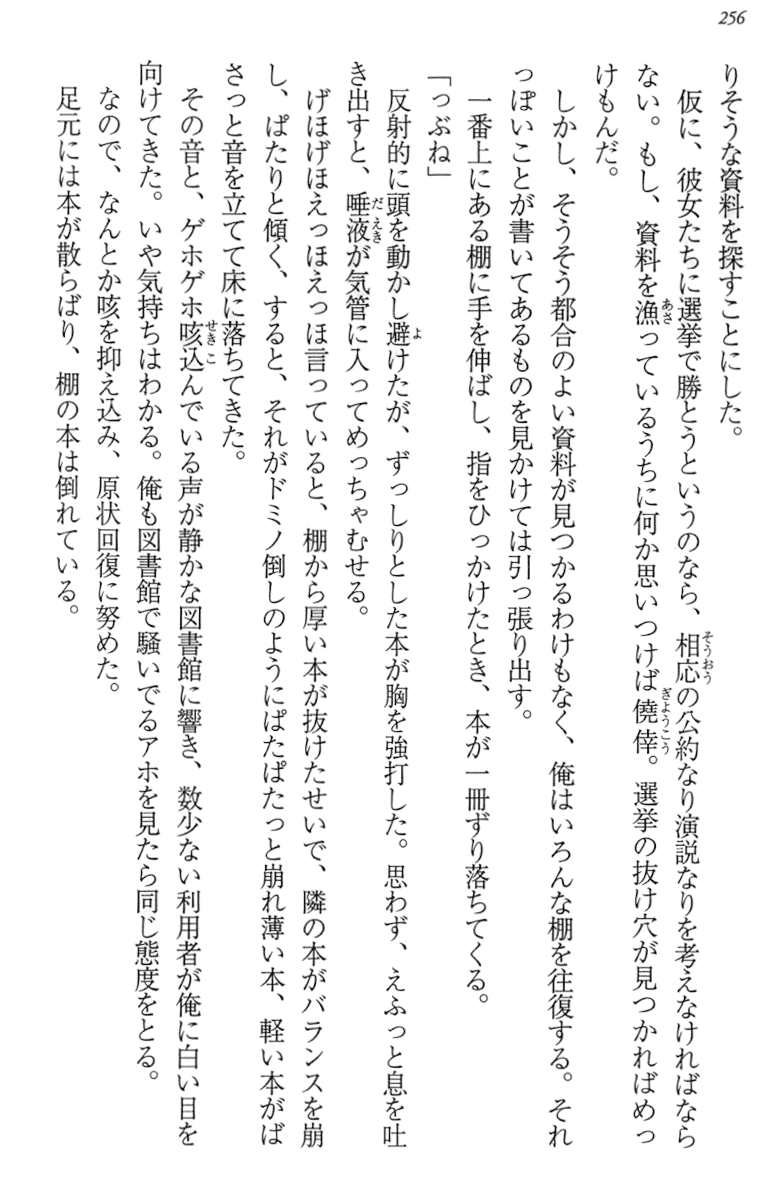 256
りそうな資料を探すことにした。
仮に、彼女たちに選挙で勝とうというのなら、相応の公約なり演説なりを考えなければなら
ない。もし、資料を漁っているうちに何か思いつけば僥倖。選挙の抜け穴が見つかればめっ
けもんだ。
しかし、そうそう都合のよい資料が見つかるわけもなく、俺はいろんな棚を往復する。それ
っぽいことが書いてあるものを見かけては引っ張り出す。
一番上にある棚に手を伸ばし、指をひっかけたとき、本が一冊ずり落ちてくる。
「っぶね」
反射的に頭を動かし避けたが、ずっしりとした本が胸を強打した。思わず、えふっと息を吐
き出すと、唾液が気管に入ってめっちゃむせる。
げほげほえっほえっほ言っていると、棚から厚い本が抜けたせいで、隣の本がバランスを崩
し、ぱたりと傾く、すると、それがドミノ倒しのようにぱたぱたっと崩れ薄い本、軽い本がば
さっと音を立てて床に落ちてきた。
その音と、ゲホゲホ咳込んでいる声が静かな図書館に響き、数少ない利用者が俺に白い目を
向けてきた。いや気持ちはわかる。俺も図書館で騒いでるアホを見たら同じ態度をとる。
なので、なんとか咳を抑え込み、原状回復に努めた。
足元には本が散らばり、棚の本は倒れている。